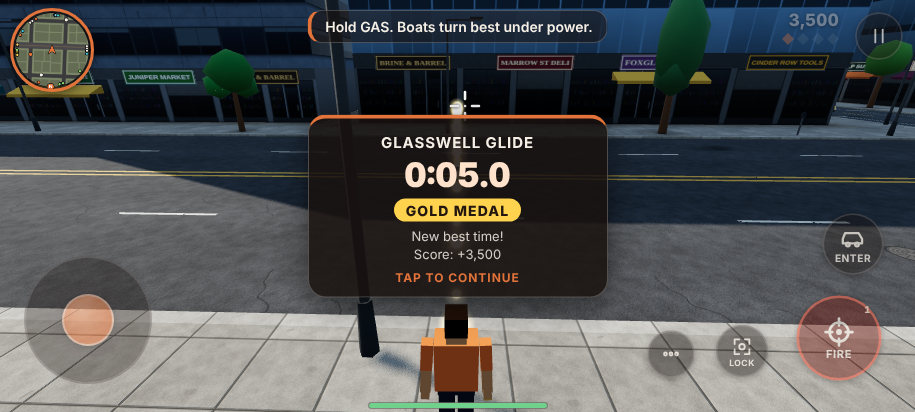 Hold GAS. Boats turn best under power.
3,500
JUNIPER MARKET
& BARREL
BRINE & BARREL
MARROW ST DELI
FOXGL
CINDER ROW TOOLS
GLASSWELL GLIDE
0:05.0
GOLD MEDAL
New best time!
Score: +3,500
TAP TO CONTINUE
ENTER
1
FIRE
LOCK